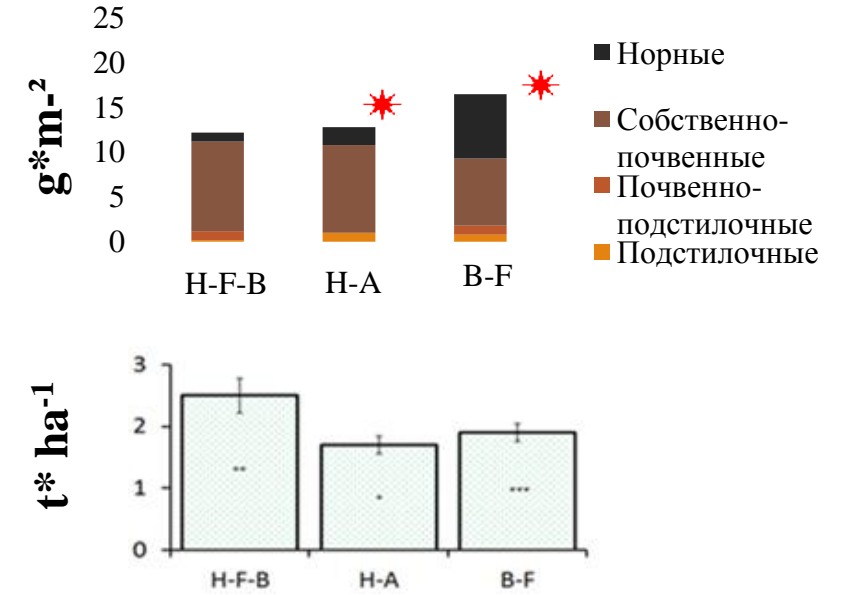 25
20
15
10
5
0
g*m-²
H-F-B
H-A
B-F
Норные
Собственно-
почвенные
Почвенно-
подстилочные
Подстилочные
3
2
1
0
t* ha-1
**
*
***
H-F-B
H-A
B-F